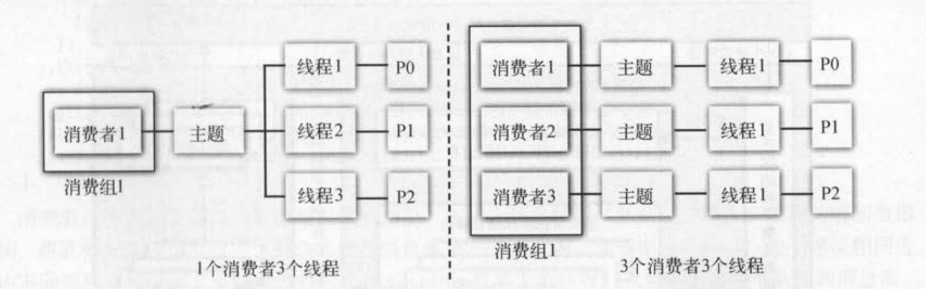 线程1 P0
消费者1 主题 线程2 P1
线程3 P2
消费组1
1个消费者3个线程
消费者1 主题 线程1 P0
消费者2 主题 线程1 P1
消费者3 主题 线程1 P2
消费组1
3个消费者3个线程